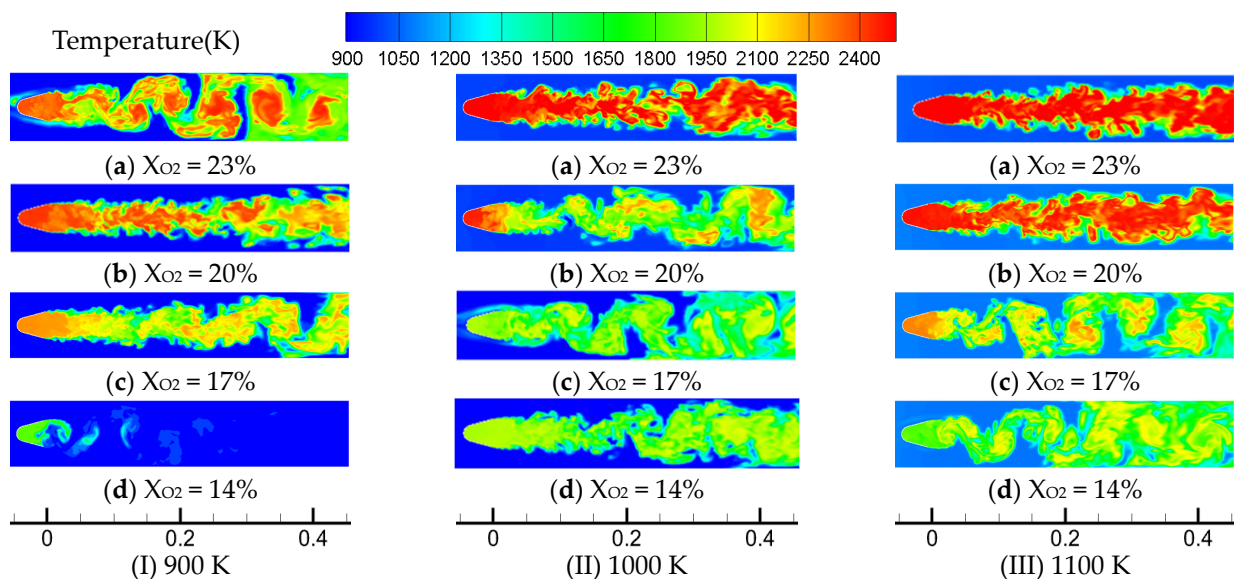 Temperature(K)
900 1050 1200 1350 1500 1650 1800 1950 2100 2250 2400
(a) XO2 = 23% (a) XO2 = 23% (a) XO2 = 23%
(b) XO2 = 20% (b) XO2 = 20% (b) XO2 = 20%
(c) XO2 = 17% (c) XO2 = 17% (c) XO2 = 17%
(d) XO2 = 14% (d) XO2 = 14% (d) XO2 = 14%
0 0.2 0.4 0 0.2 0.4 0 0.2 0.4
(I) 900 K (II) 1000 K (III) 1100 K